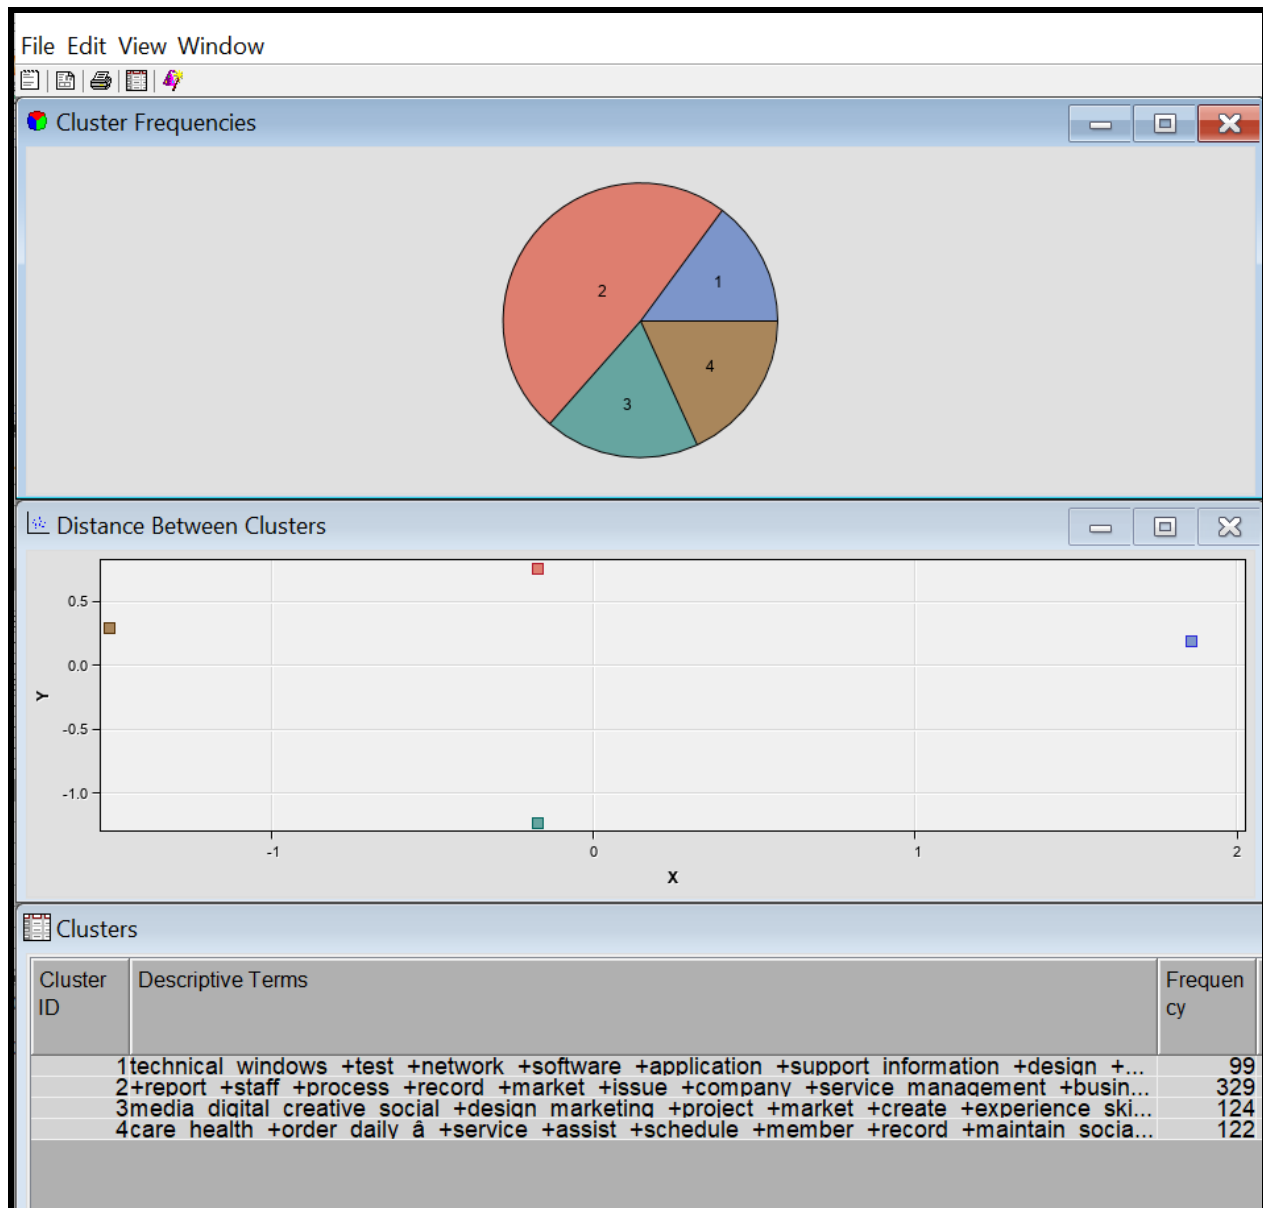 File Edit View Window
Cluster Frequencies
2
1
4
3
Distance Between Clusters
0.5
0.0
-0.5
-1.0
Y
-1
0
1
2
X
Clusters
Cluster ID
Descriptive Terms
Frequen
cy
1 technical windows +test +network +software +application +support information +design +... 99
2 +report +staff +process +record +market +issue +company +service management +busin... 329
3 media digital creative social +design marketing +project +market +create +experience ski... 124
4 care health +order daily â +service +assist +schedule +member +record +maintain socia... 122